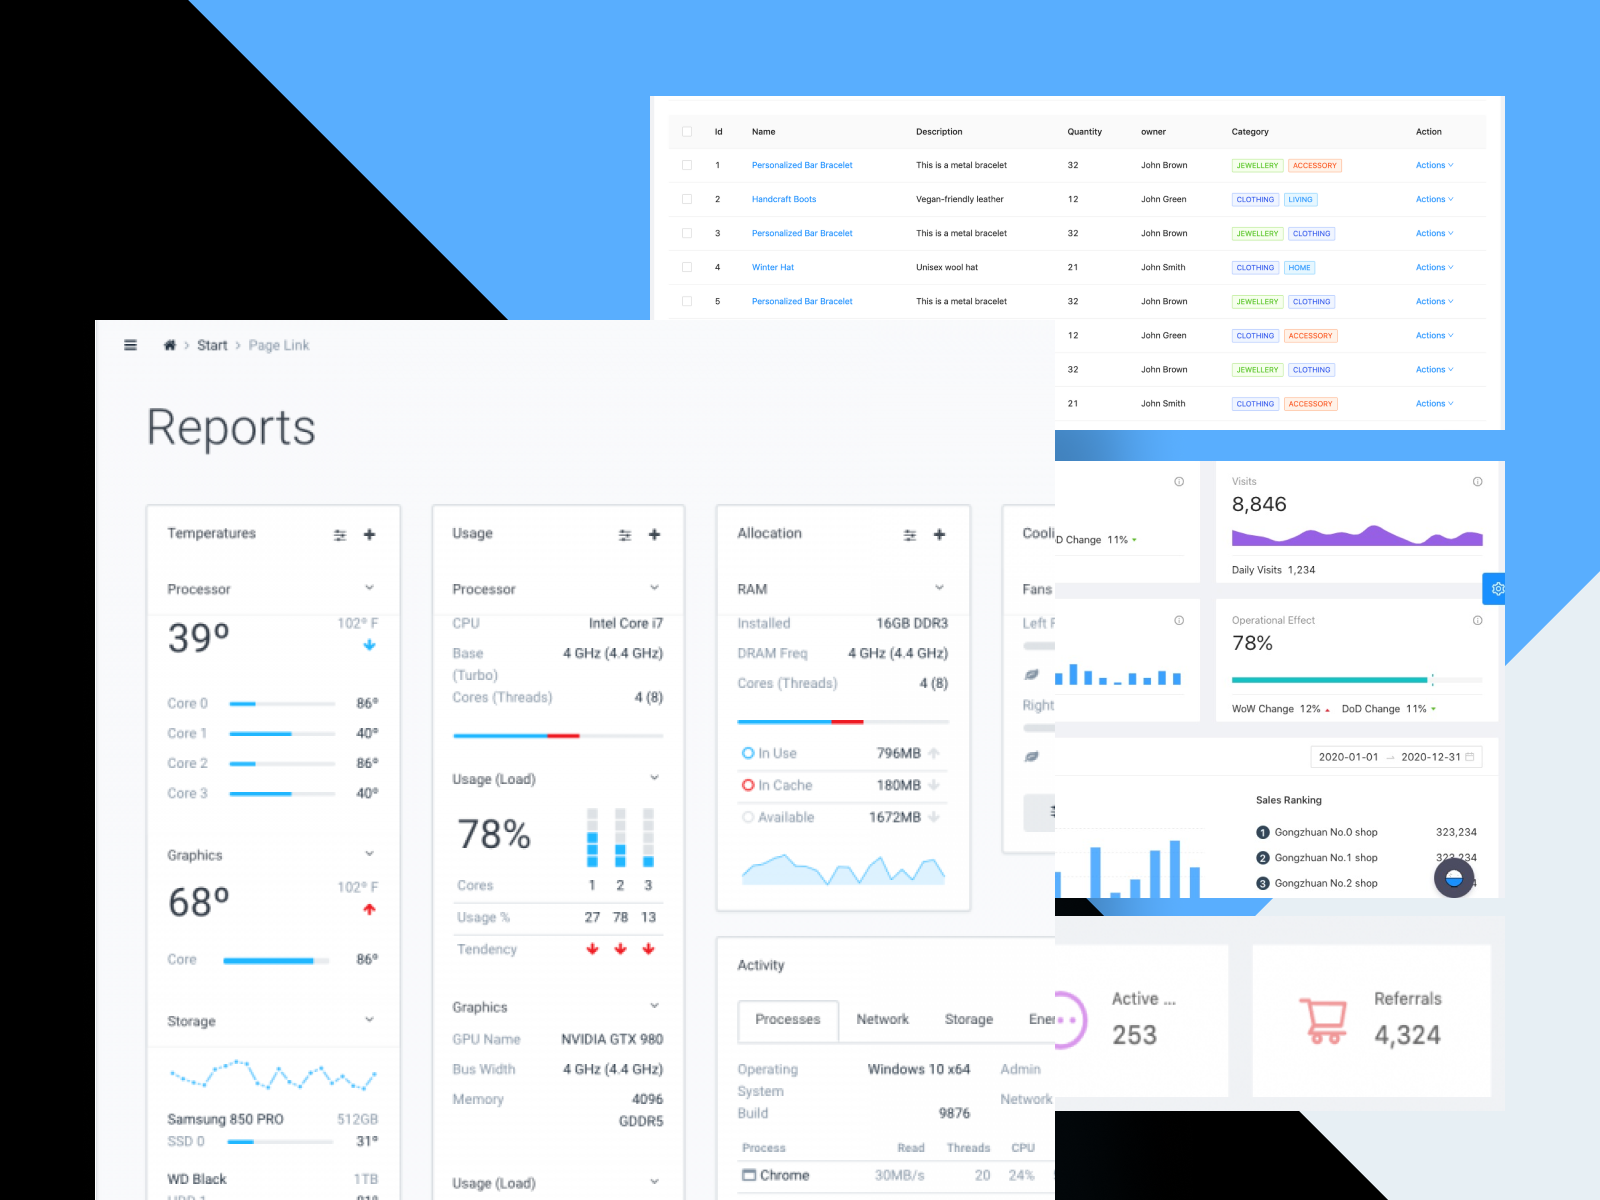 Id Name Description Quantity owner Category Action
1 Personalized Bar Bracelet This is a metal bracelet 32 John Brown JEWELLERY ACCESSORY Actions
2 Handcraft Boots Vegan-friendly leather 12 John Green CLOTHING LIVING Actions
3 Personalized Bar Bracelet This is a metal bracelet 32 John Brown JEWELLERY CLOTHING Actions
4 Winter Hat Unisex wool hat 21 John Smith CLOTHING HOME Actions
5 Personalized Bar Bracelet This is a metal bracelet 32 John Brown JEWELLERY CLOTHING Actions
12 John Green CLOTHING ACCESSORY Actions
32 John Brown JEWELLERY CLOTHING Actions
21 John Smith CLOTHING ACCESSORY Actions
Start > Page Link
Reports
Temperatures
Processor
39º 102º F
Core 0 86º
Core 1 40º
Core 2 86º
Core 3 40º
Graphics
68º 102º F
Core 86º
Storage
Samsung 850 PRO 512GB
SSD 0 31º
WD Black 1TB
Usage
Processor
CPU Intel Core i7
Base 4 GHz (4.4 GHz)
(Turbo)
Cores (Threads) 4 (8)
Usage (Load)
78%
Cores 1 2 3
Usage % 27 78 13
Tendency
Graphics
GPU Name NVIDIA GTX 980
Bus Width 4 GHz (4.4 GHz)
Memory 4096
GDDR5
Usage (Load)
Allocation
RAM
Installed 16GB DDR3
DRAM Freq 4 GHz (4.4 GHz)
Cores (Threads) 4 (8)
In Use 796MB
In Cache 180MB
Available 1672MB
Cooli
Fans
Left F
Right
Activity
Processes Network Storage Ener
Operating Windows 10 x64 Admin
System
Network
Build 9876
Process Read Threads CPU
Chrome 30MB/s 20 24%
D Change 11%
Visits
8,846
Daily Visits 1,234
Operational Effect
78%
WoW Change 12% DoD Change 11%
2020-01-01 → 2020-12-31
Sales Ranking
1 Gongzhuan No.0 shop 323,234
2 Gongzhuan No.1 shop 323,234
3 Gongzhuan No.2 shop
Active ...
253
Referrals
4,324